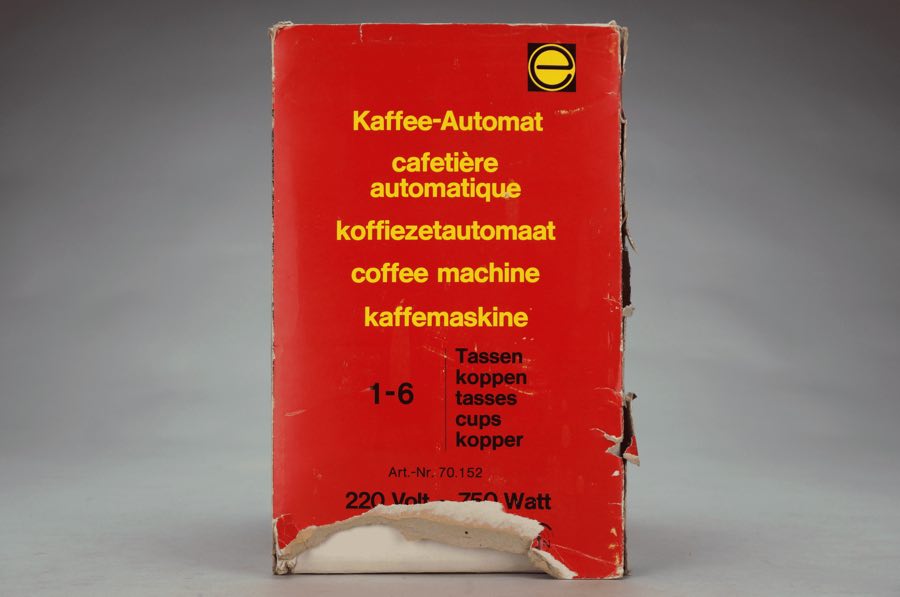 e
Kaffee-Automat
cafetière
automatique
koffiezetautomaat
coffee machine
kaffemaskine
1-6
Tassen
koppen
tasses
cups
kopper
Art.-Nr. 70.152
220 Volt - 750 Watt